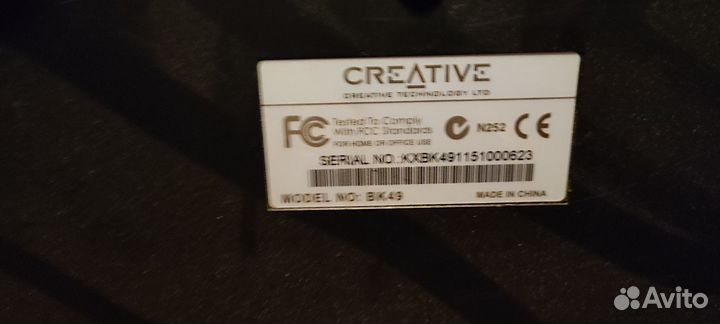 CREATIVE
CREATIVE TECHNOLOGY LTD
FC Tested To Comply
With FCC Standards
FOR HOME OR OFFICE USE
N252 CE
SERIAL NO.:KXBK491151000623
MODEL NO: BK49
MADE IN CHINA
Avito